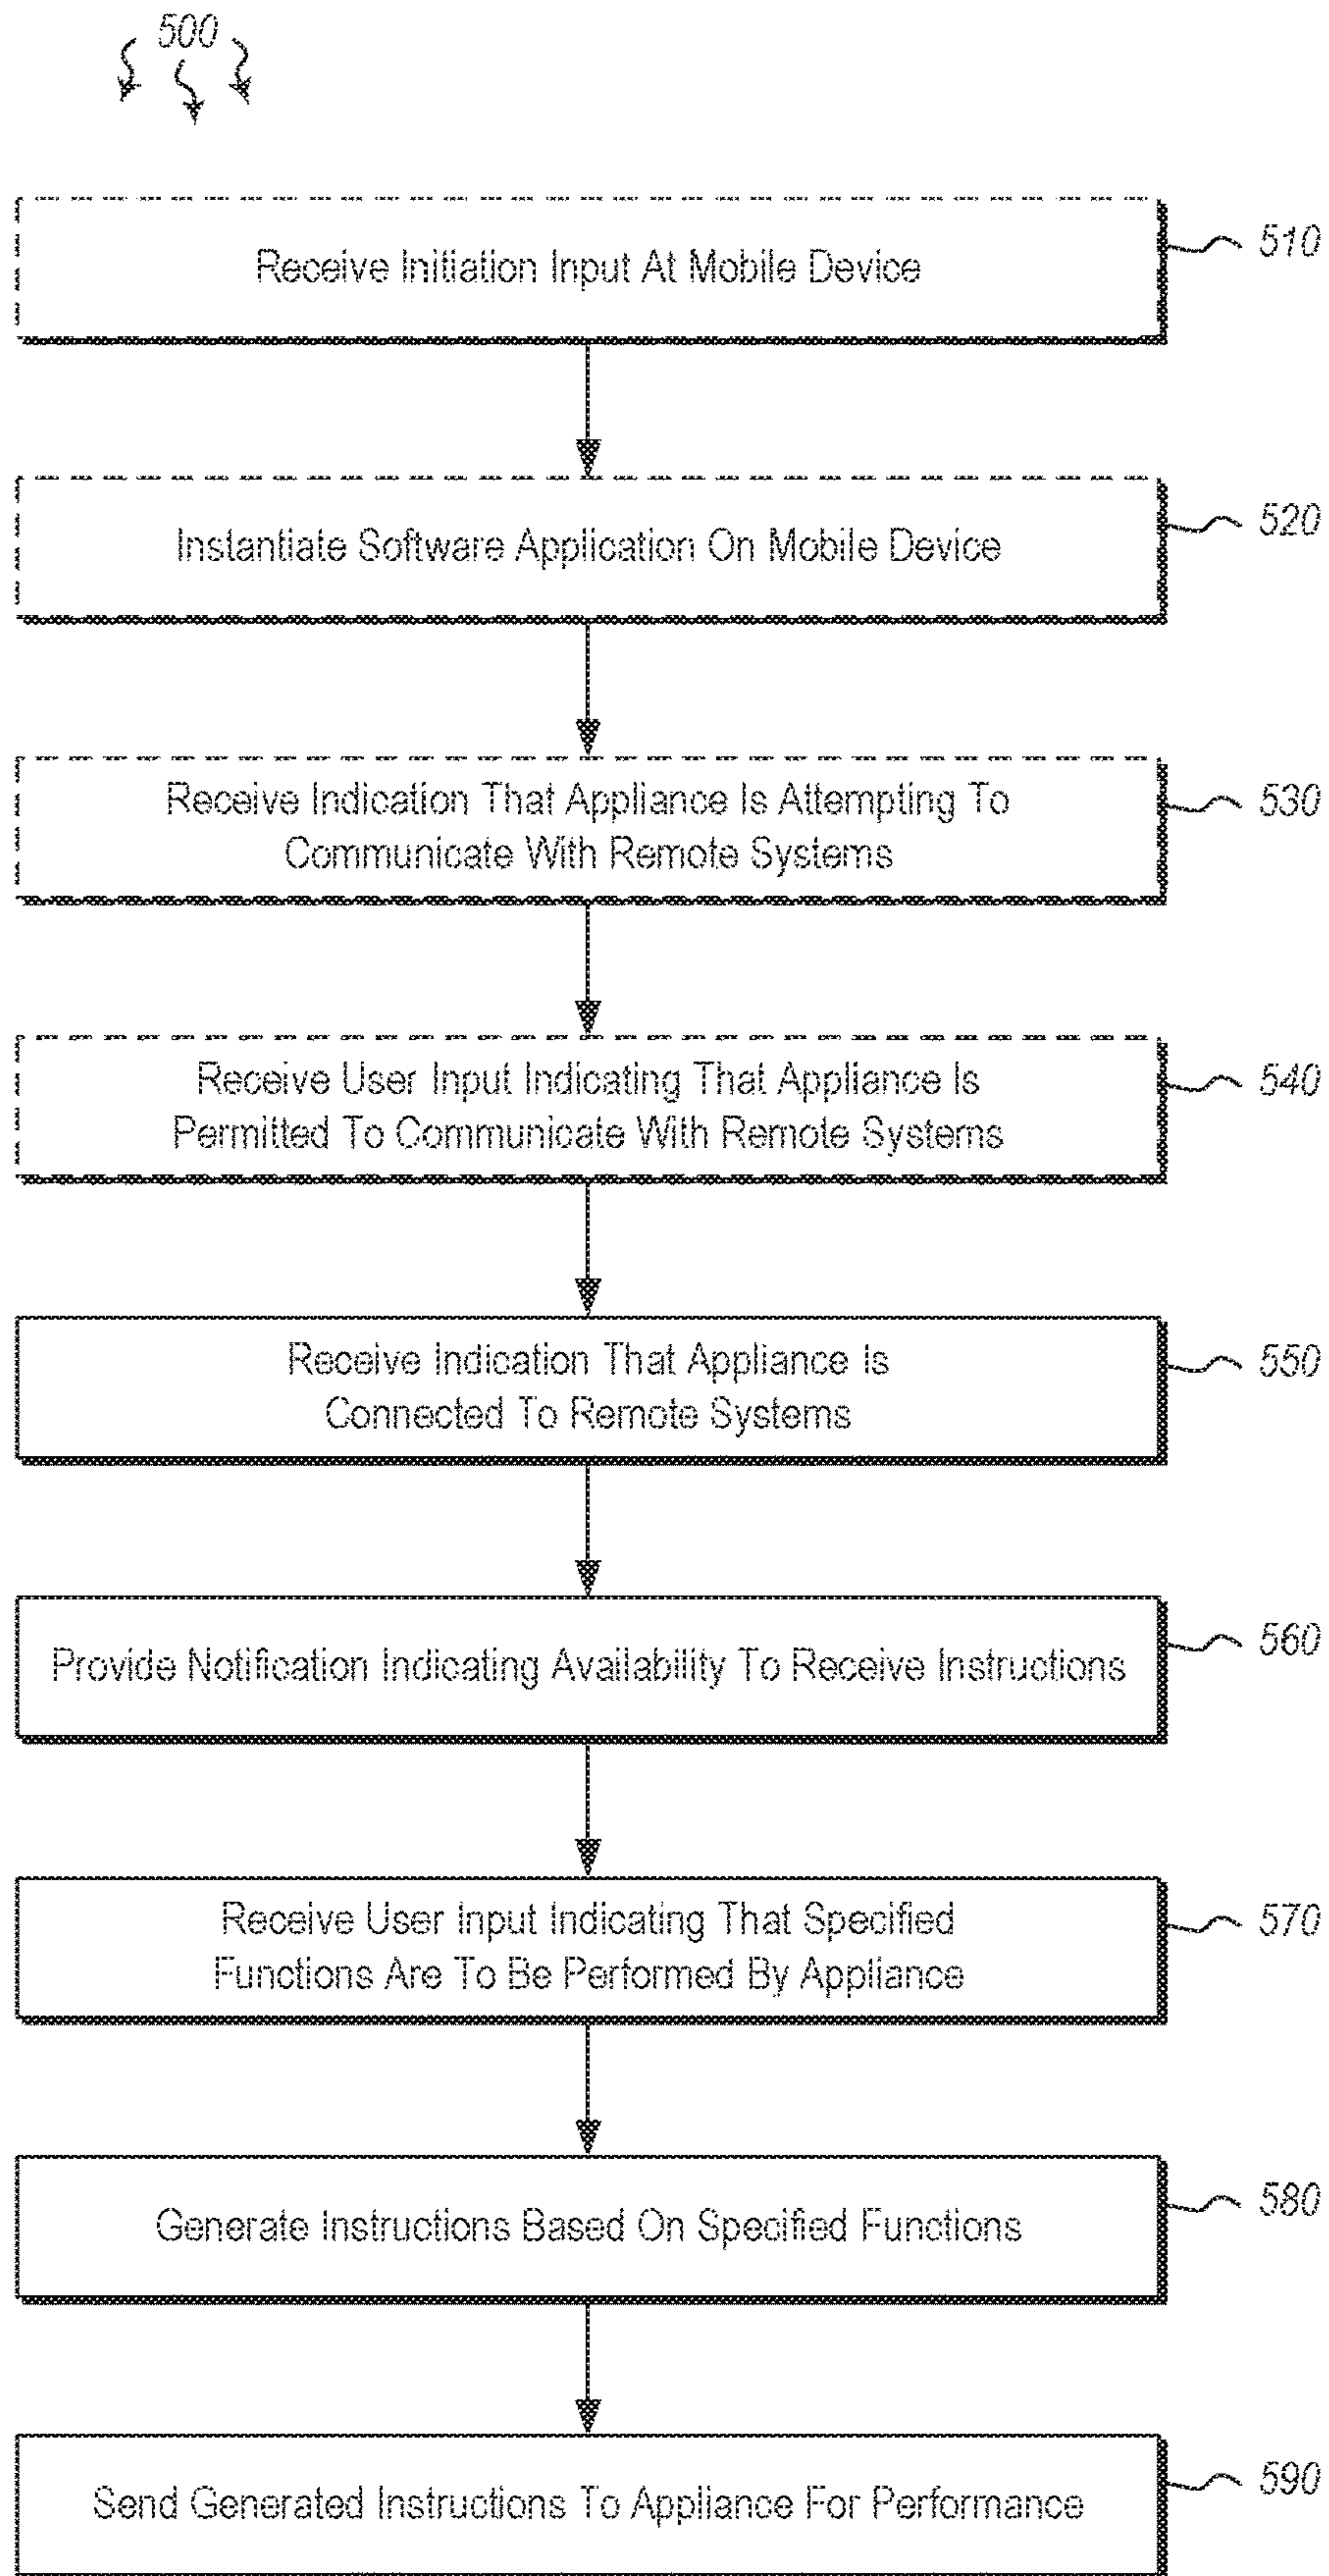 500
Receive Initiation Input At Mobile Device
510
Instantiate Software Application On Mobile Device
520
Receive Indication That Appliance Is Attempting To
Communicate With Remote Systems
530
Receive User Input Indicating That Appliance Is
Permitted To Communicate With Remote Systems
540
Receive Indication That Appliance Is
Connected To Remote Systems
550
Provide Notification Indicating Availability To Receive Instructions
560
Receive User Input Indicating That Specified
Functions Are To Be Performed By Appliance
570
Generate Instructions Based On Specified Functions
580
Send Generated Instructions To Appliance For Performance
590